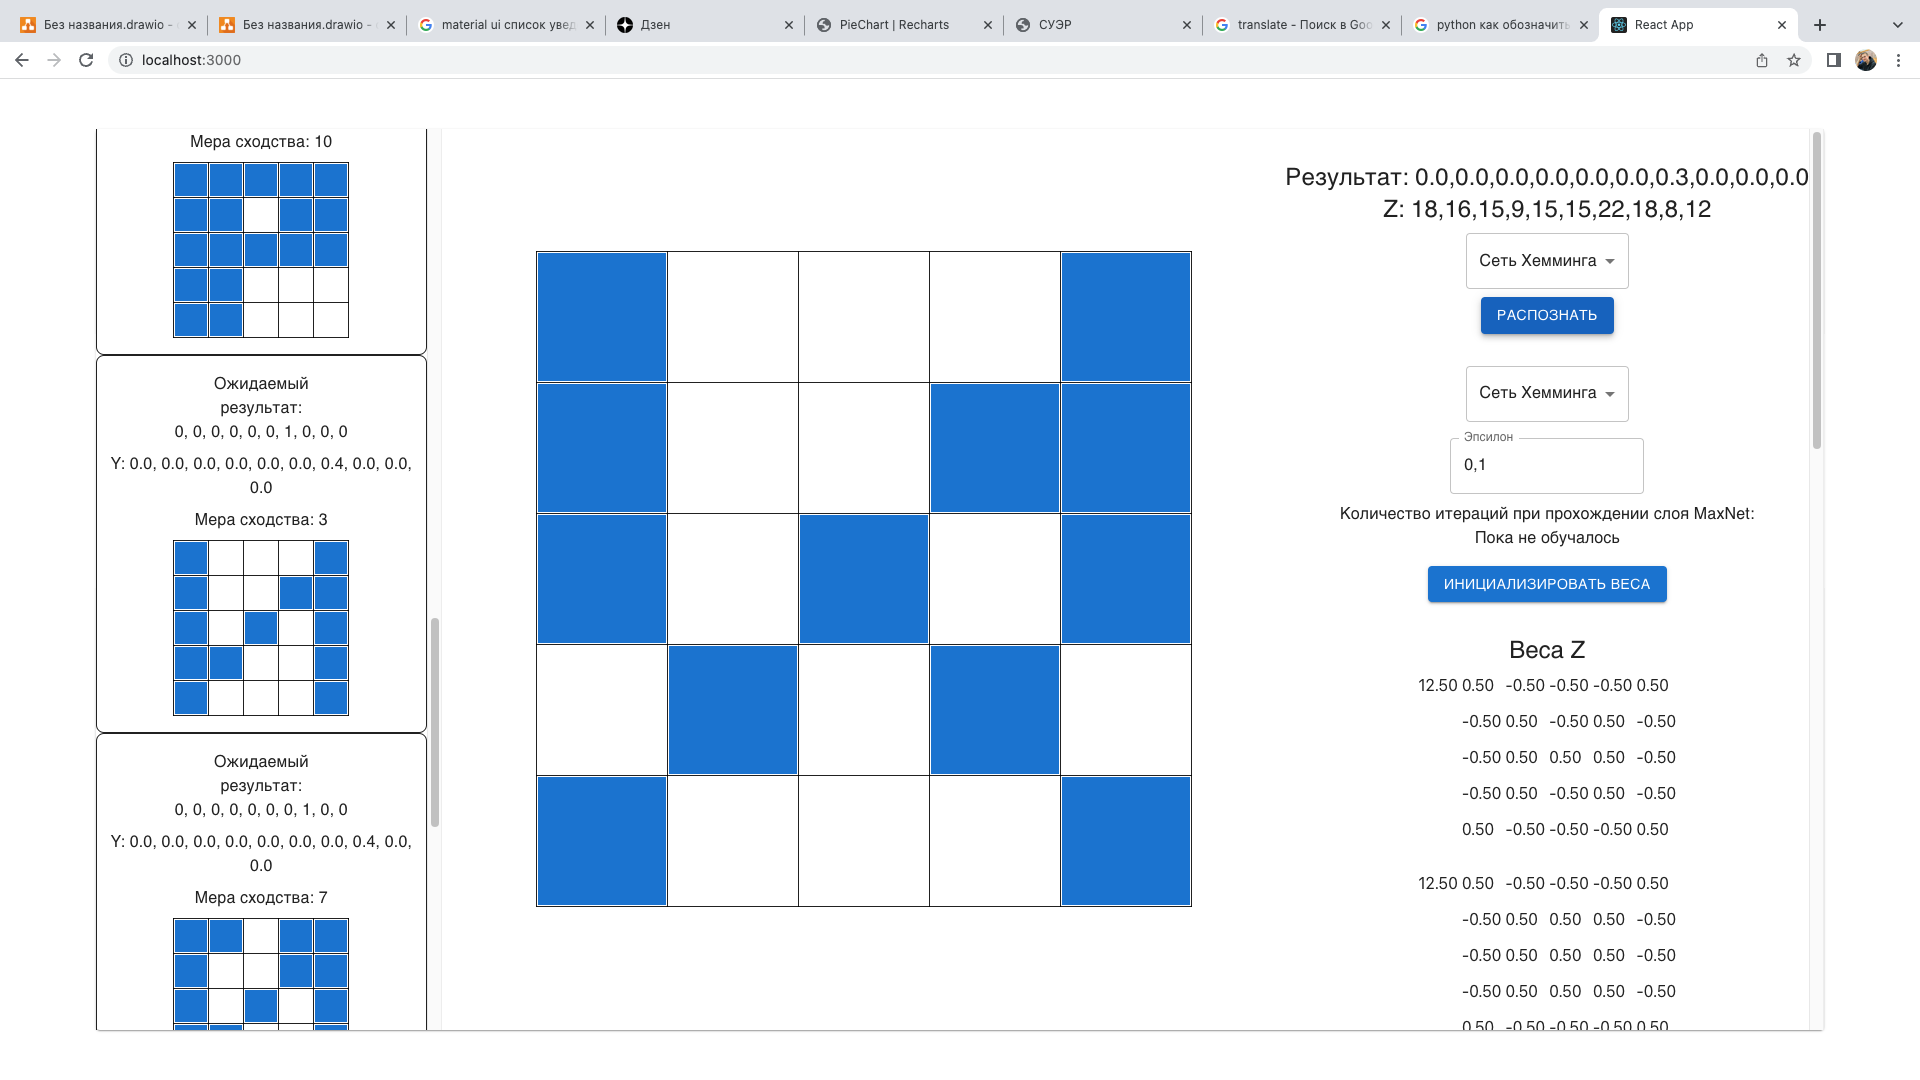 Без названия.drawio -
Без названия.drawio -
material ui список увед
Дзен
PieChart | Recharts
СУЭР
translate - Поиск в Goo
python как обозначить
React App
localhost:3000
Мера сходства: 10
Ожидаемый
результат:
0, 0, 0, 0, 0, 0, 1, 0, 0, 0
Y: 0.0, 0.0, 0.0, 0.0, 0.0, 0.0, 0.4, 0.0, 0.0,
0.0
Мера сходства: 3
Ожидаемый
результат:
0, 0, 0, 0, 0, 0, 0, 1, 0, 0
Y: 0.0, 0.0, 0.0, 0.0, 0.0, 0.0, 0.0, 0.4, 0.0,
0.0
Мера сходства: 7
Результат: 0.0,0.0,0.0,0.0,0.0,0.0,0.3,0.0,0.0,0.0
Z: 18,16,15,9,15,15,22,18,8,12
Сеть Хемминга
РАСПОЗНАТЬ
Сеть Хемминга
Эпсилон
0,1
Количество итераций при прохождении слоя MaxNet:
Пока не обучалось
ИНИЦИАЛИЗИРОВАТЬ ВЕСА
Веса Z
12.50 0.50 -0.50 -0.50 -0.50 0.50
-0.50 0.50 -0.50 0.50 -0.50
-0.50 0.50 0.50 0.50 -0.50
-0.50 0.50 -0.50 0.50 -0.50
0.50 -0.50 -0.50 -0.50 0.50
12.50 0.50 -0.50 -0.50 -0.50 0.50
-0.50 0.50 0.50 0.50 -0.50
-0.50 0.50 0.50 0.50 -0.50
-0.50 0.50 0.50 0.50 -0.50
0.50 -0.50 -0.50 -0.50 0.50